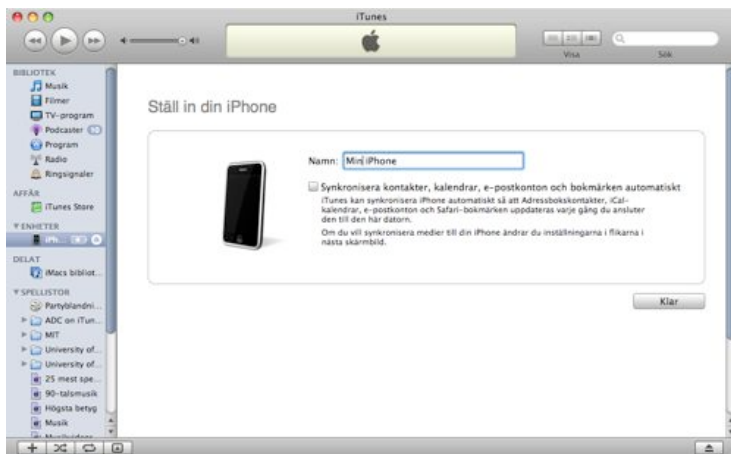 iTunes
Visa
Sök
BIBLIOTEK
Musik
Filmer
TV-program
Podcaster
Program
Radio
Ringsignaler
AFFÄR
iTunes Store
ENHETER
DELAT
iMacs bibliot...
SPELLISTOR
Partyblandni...
ADC on iTun...
MIT
University of...
University of...
25 mest spe...
90-talsmusik
Högsta betyg
Musik
Ställ in din iPhone
Namn: Min iPhone
Synkronisera kontakter, kalendrar, e-postkonton och bokmärken automatiskt
iTunes kan synkronisera iPhone automatiskt så att Adressbokskontakter, iCal-
kalendrar, e-postkonton och Safari-bokmärken uppdateras varje gång du ansluter
den till den här datorn.
Om du vill synkronisera medier till din iPhone ändrar du inställningarna i flikarna i
nästa skärmbild.
Klar